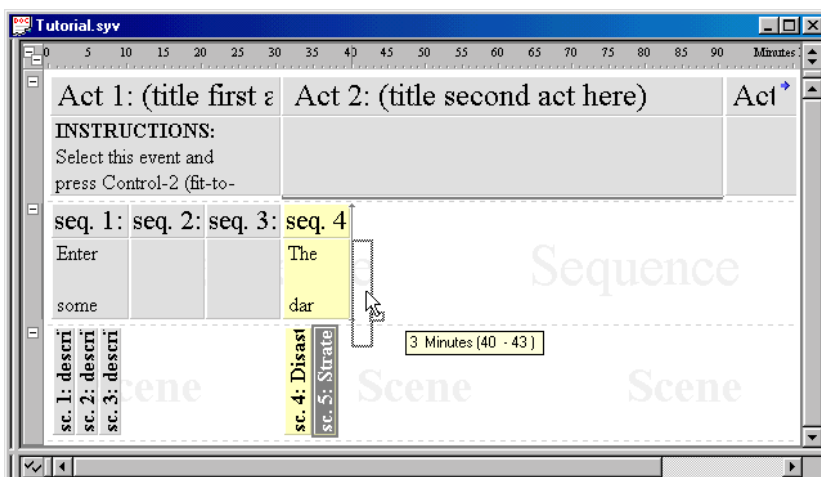 DOC Tutorial.syv
0 5 10 15 20 25 30 35 40 45 50 55 60 65 70 75 80 85 90 Minutes
Act 1: (title first a Act 2: (title second act here) Act
INSTRUCTIONS:
Select this event and
press Control-2 (fit-to-
seq. 1: seq. 2: seq. 3: seq. 4
Enter The
Sequence
some dar
3 Minutes (40 - 43 )
sc. 1: descri
sc. 2: descri
sc. 3: descri
sc. 4: Disast
sc. 5: Strate
cene Scene Scene